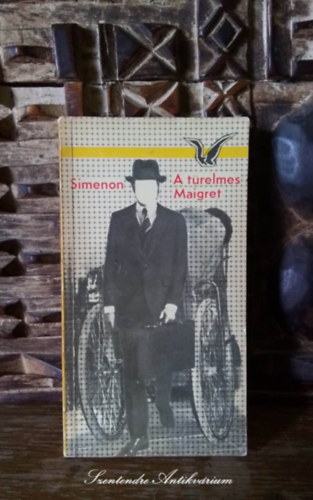 Simenon
A türelmes
Maigret
Szentendre Antikvárium